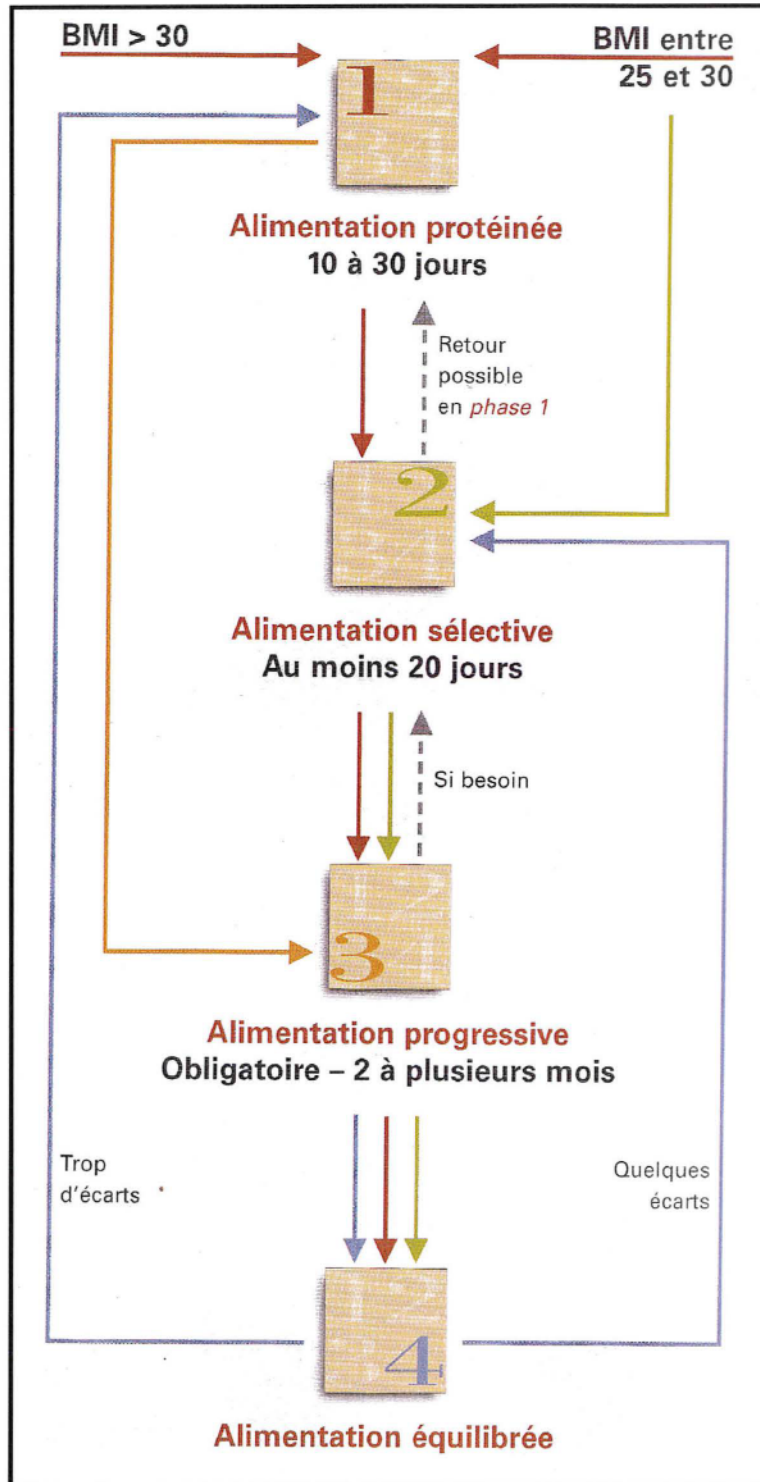 BMI > 30
BMI entre
25 et 30
1
Alimentation protéinée
10 à 30 jours
Retour
possible
en phase 1
2
Alimentation sélective
Au moins 20 jours
Si besoin
3
Alimentation progressive
Obligatoire – 2 à plusieurs mois
Trop
d'écarts
Quelques
écarts
4
Alimentation équilibrée